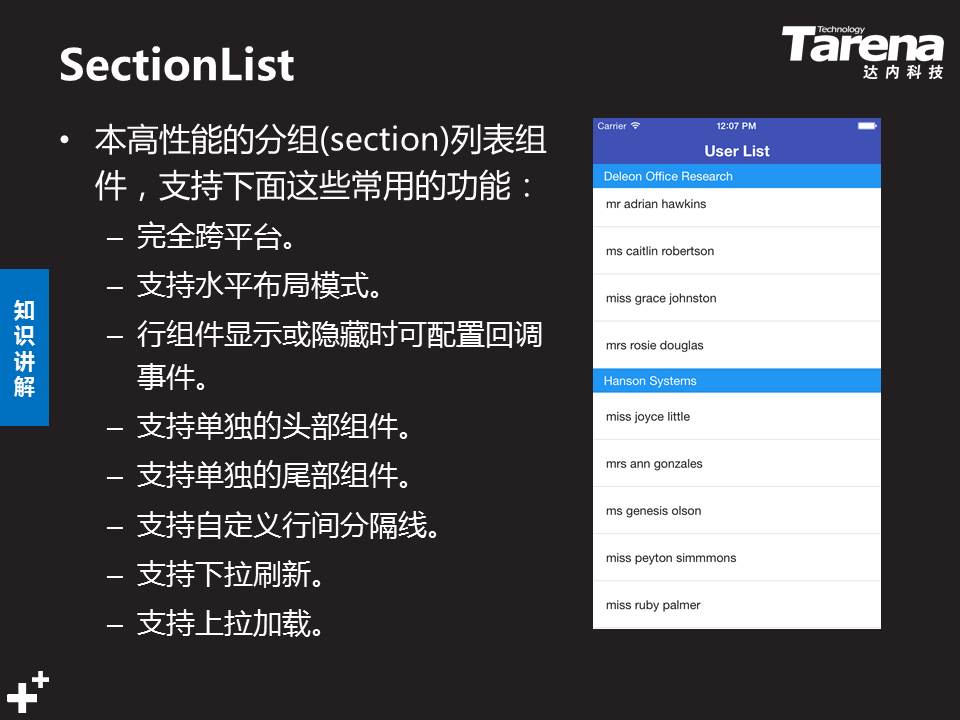 SectionList
Technology
Tarena
达内科技
• 本高性能的分组(section)列表组
件，支持下面这些常用的功能：
– 完全跨平台。
– 支持水平布局模式。
– 行组件显示或隐藏时可配置回调
事件。
– 支持单独的头部组件。
– 支持单独的尾部组件。
– 支持自定义行间分隔线。
– 支持下拉刷新。
– 支持上拉加载。
知
识
讲
解
Carrier 12:07 PM
User List
Deleon Office Research
mr adrian hawkins
ms caitlin robertson
miss grace johnston
mrs rosie douglas
Hanson Systems
miss joyce little
mrs ann gonzales
ms genesis olson
miss peyton simmmons
miss ruby palmer